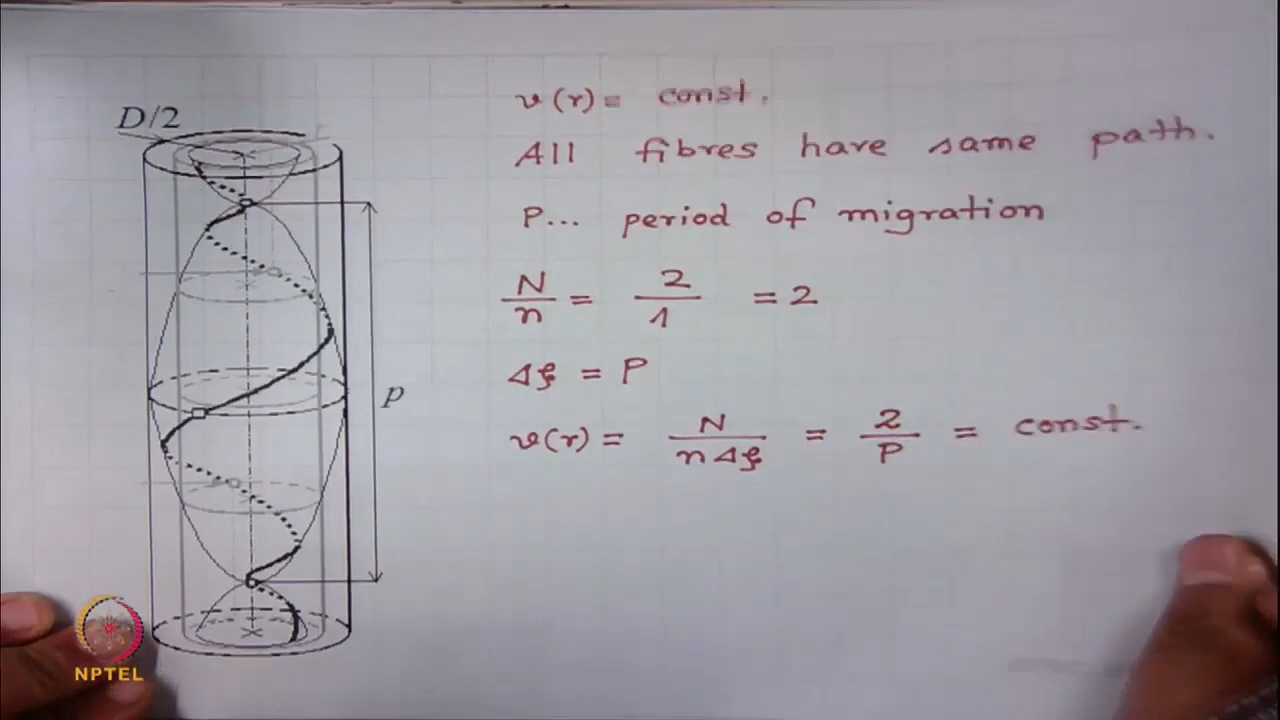 D/2
p
ν(r) = const.
All fibres have same path.
P... period of migration
N/n = 2/1 = 2
Δξ = P
ν(r) = N/nΔξ = 2/P = const.
NPTEL